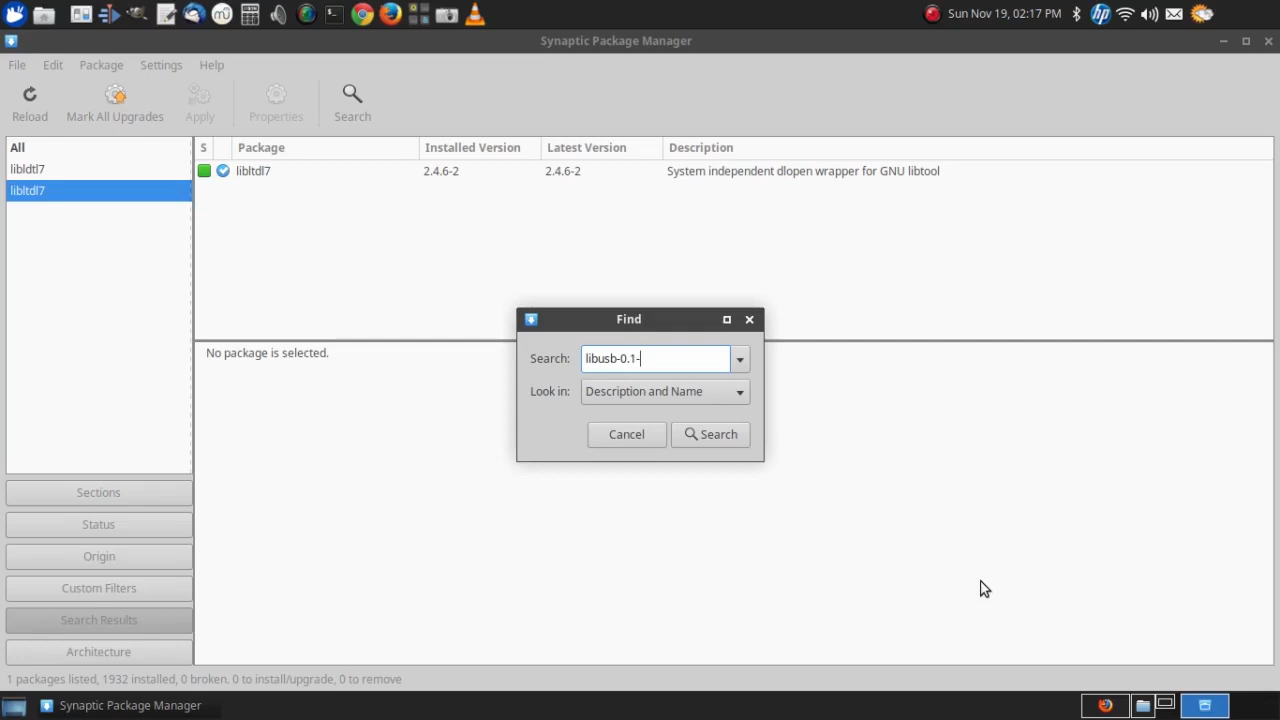 Sun Nov 19, 02:17 PM
Synaptic Package Manager
File Edit Package Settings Help
Reload Mark All Upgrades Apply Properties Search
All
libldtl7
libltdl7
S Package Installed Version Latest Version Description
libltdl7 2.4.6-2 2.4.6-2 System independent dlopen wrapper for GNU libtool
No package is selected.
Find
Search: libusb-0.1-
Look in: Description and Name
Cancel Search
Sections
Status
Origin
Custom Filters
Search Results
Architecture
1 packages listed, 1932 installed, 0 broken. 0 to install/upgrade, 0 to remove
Synaptic Package Manager